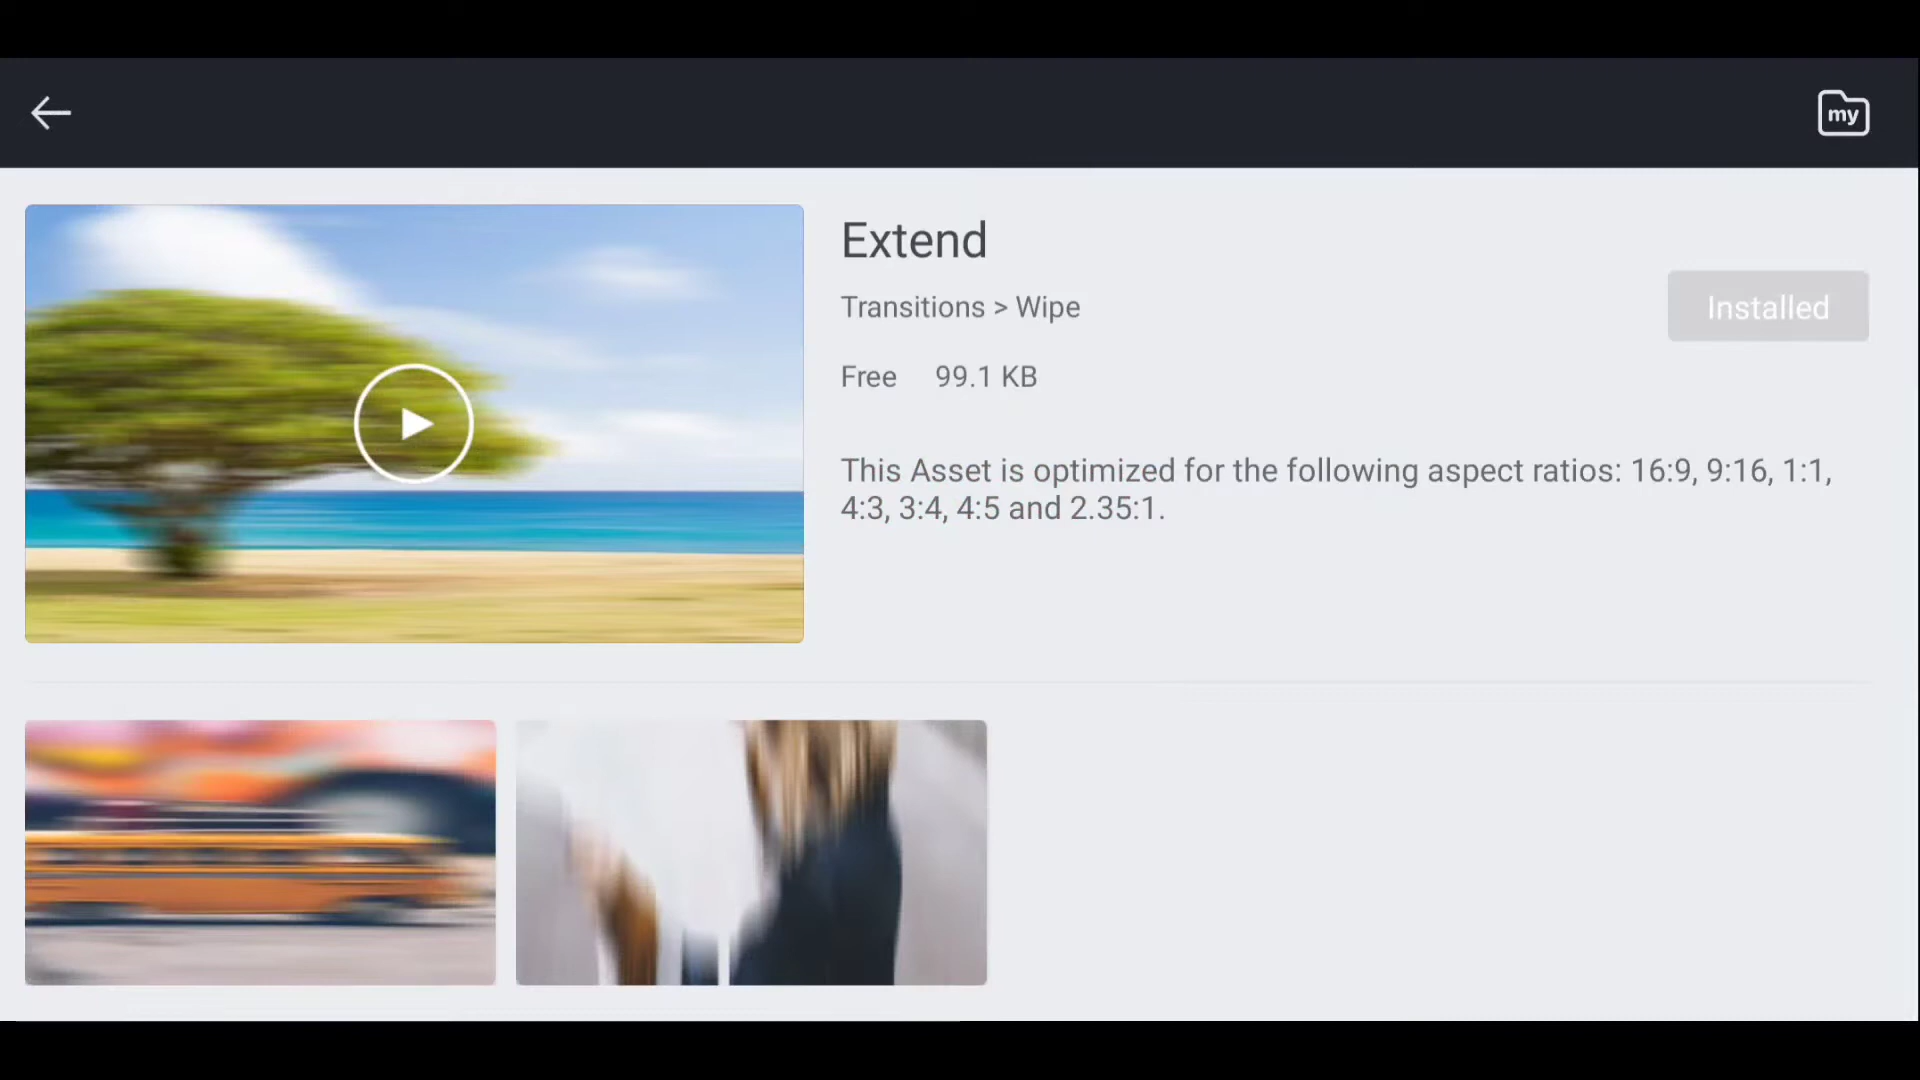 my
Extend
Transitions > Wipe
Installed
Free 99.1 KB
This Asset is optimized for the following aspect ratios: 16:9, 9:16, 1:1,
4:3, 3:4, 4:5 and 2.35:1.